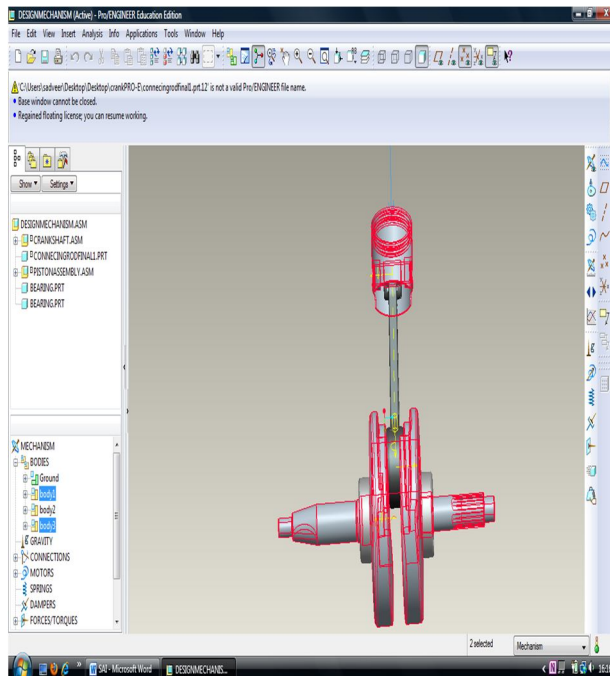 DESIGNMECHANISM (Active) - Pro/ENGINEER Education Edition
File Edit View Insert Analysis Info Applications Tools Window Help
C:\Users\sadveer\Desktop\Desktop\crankPRO-E\connecingrodfinal1.prt.12' is not a valid Pro/ENGINEER file name.
• Base window cannot be closed.
• Regained floating license; you can resume working.
Show Settings
DESIGNMECHANISM.ASM
CRANKSHAFT.ASM
CONNECINGRODFINAL1.PRT
PISTONASSEMBLY.ASM
BEARING.PRT
BEARING.PRT
MECHANISM
BODIES
Ground
body1
body2
body3
GRAVITY
CONNECTIONS
MOTORS
SPRINGS
DAMPERS
FORCES/TORQUES
2 selected Mechanism
SAI - Microsoft Word DESIGNMECHANIS... 16:16